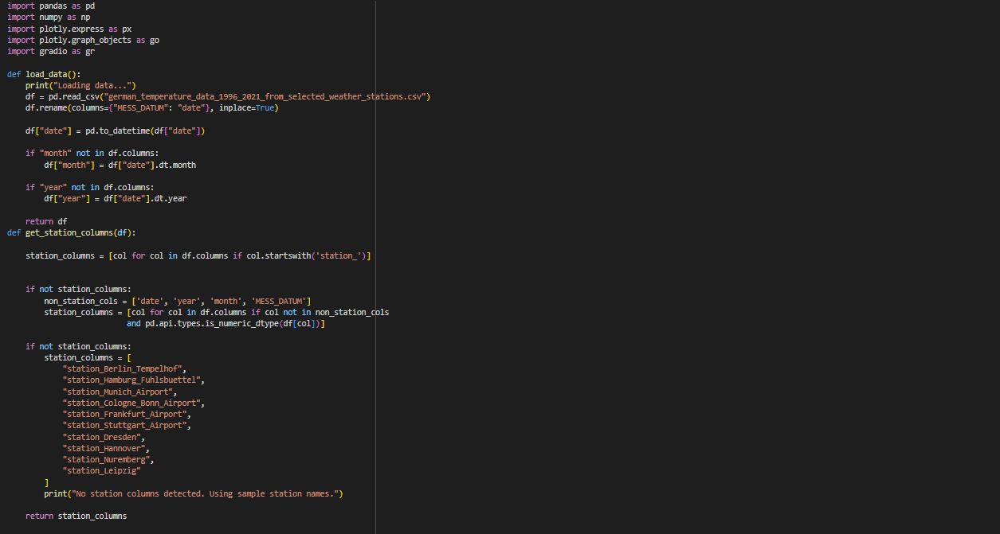 import pandas as pd
import numpy as np
import plotly.express as px
import plotly.graph_objects as go
import gradio as gr
def load_data():
    print("Loading data...")
    df = pd.read_csv("german_temperature_data_1996_2021_from_selected_weather_stations.csv")
    df.rename(columns={"MESS_DATUM": "date"}, inplace=True)
    df["date"] = pd.to_datetime(df["date"])
    if "month" not in df.columns:
        df["month"] = df["date"].dt.month
    if "year" not in df.columns:
        df["year"] = df["date"].dt.year
    return df
def get_station_columns(df):
    station_columns = [col for col in df.columns if col.startswith('station_')]
    if not station_columns:
        non_station_cols = ['date', 'year', 'month', 'MESS_DATUM']
        station_columns = [col for col in df.columns if col not in non_station_cols
                          and pd.api.types.is_numeric_dtype(df[col])]
    if not station_columns:
        station_columns = [
            "station_Berlin_Tempelhof",
            "station_Hamburg_Fuhlsbuettel",
            "station_Munich_Airport",
            "station_Cologne_Bonn_Airport",
            "station_Frankfurt_Airport",
            "station_Stuttgart_Airport",
            "station_Dresden",
            "station_Hannover",
            "station_Nuremberg",
            "station_Leipzig"
        ]
        print("No station columns detected. Using sample station names.")
    return station_columns